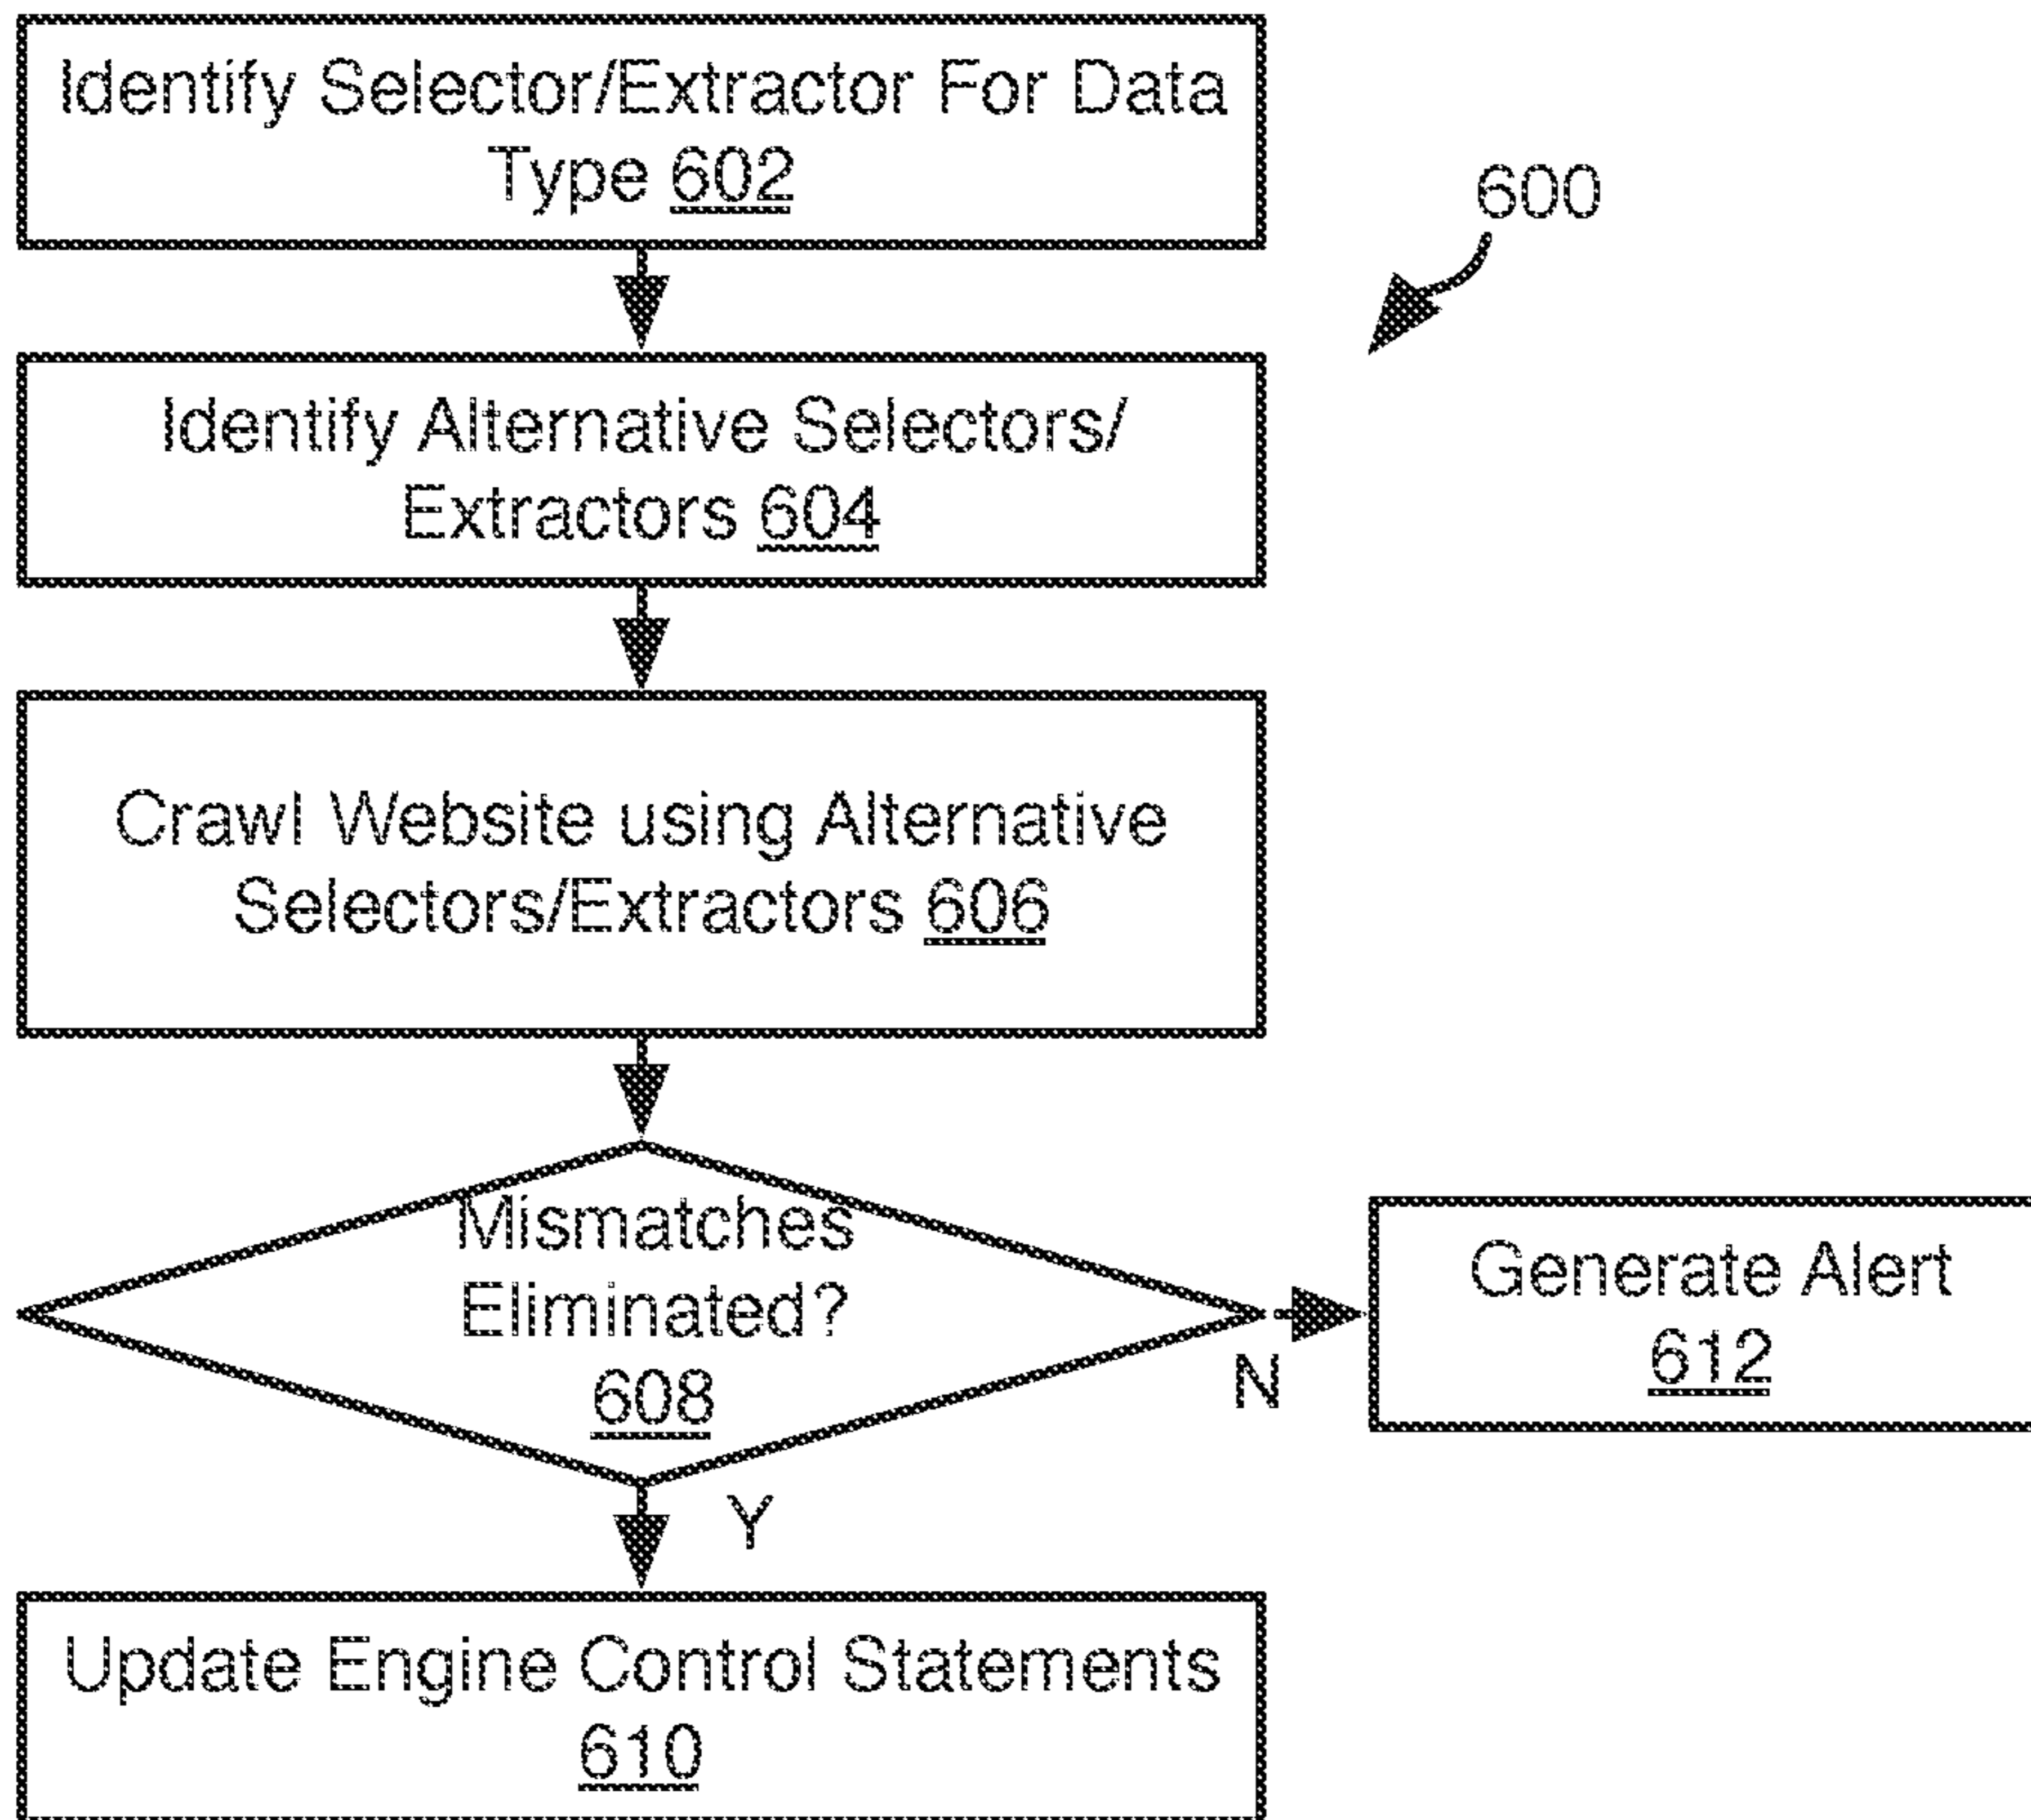 Identify Selector/Extractor For Data
Type 602
600
Identify Alternative Selectors/
Extractors 604
Crawl Website using Alternative
Selectors/Extractors 606
Mismatches
Eliminated?
608
N
Generate Alert
612
Y
Update Engine Control Statements
610